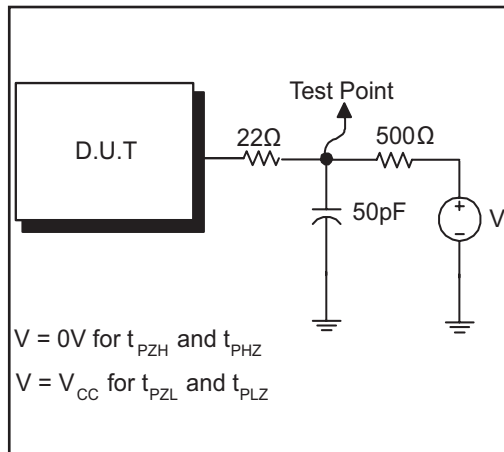 Test Point
D.U.T
22Ω
500Ω
50pF
+
−
V
V = 0V for tPZH and tPHZ
V = VCC for tPZL and tPLZ